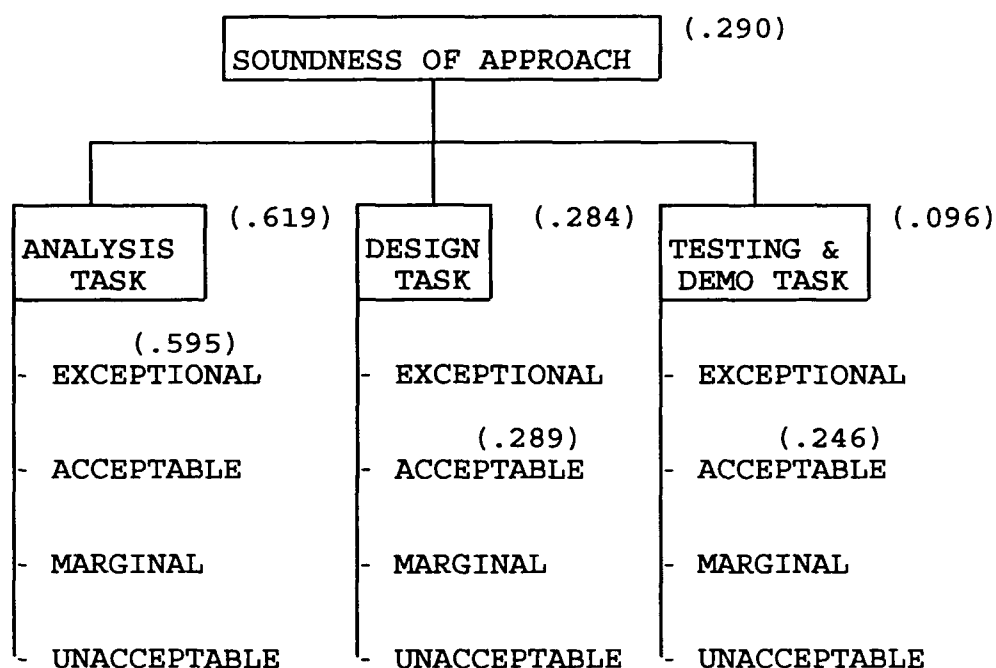 (.290)
SOUNDNESS OF APPROACH
(.619) (.284) (.096)
ANALYSIS DESIGN TESTING &
TASK TASK DEMO TASK
(.595)
- EXCEPTIONAL - EXCEPTIONAL - EXCEPTIONAL
(.289) (.246)
- ACCEPTABLE - ACCEPTABLE - ACCEPTABLE
- MARGINAL - MARGINAL - MARGINAL
- UNACCEPTABLE - UNACCEPTABLE - UNACCEPTABLE